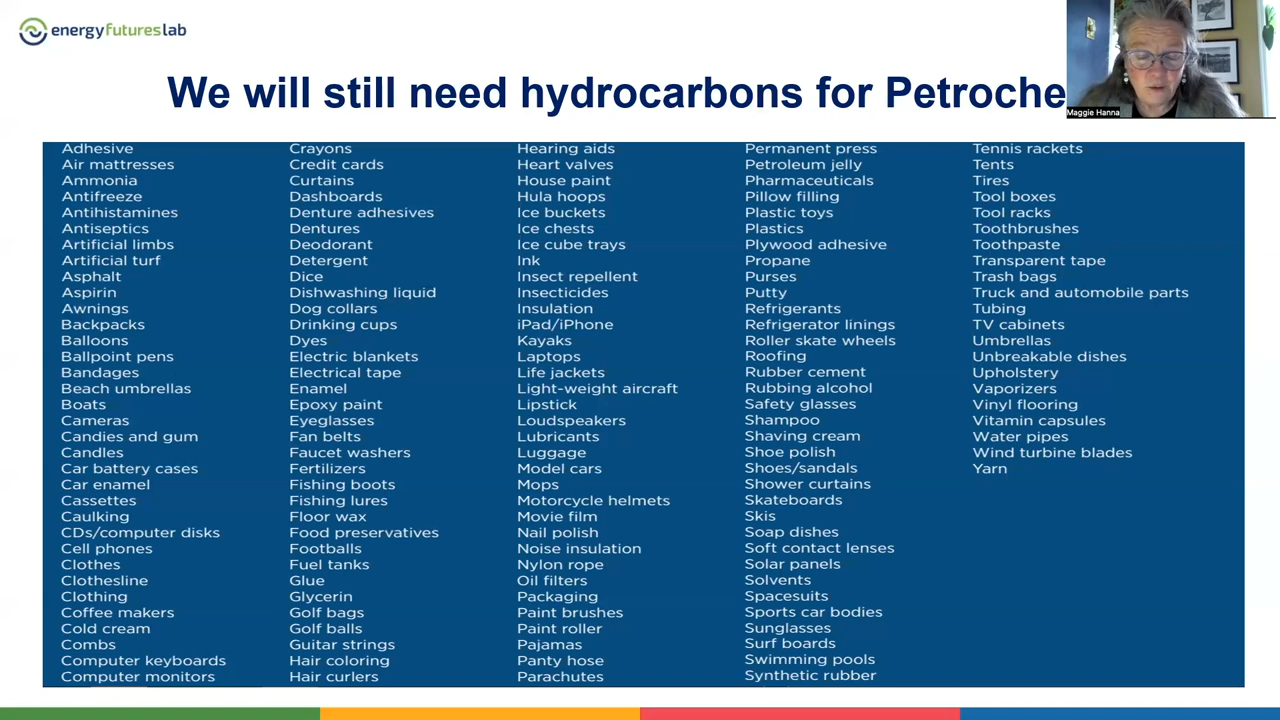 energyfutureslab
We will still need hydrocarbons for Petroche
Maggie Hanna
Adhesive
Air mattresses
Ammonia
Antifreeze
Antihistamines
Antiseptics
Artificial limbs
Artificial turf
Asphalt
Aspirin
Awnings
Backpacks
Balloons
Ballpoint pens
Bandages
Beach umbrellas
Boats
Cameras
Candies and gum
Candles
Car battery cases
Car enamel
Cassettes
Caulking
CDs/computer disks
Cell phones
Clothes
Clothesline
Clothing
Coffee makers
Cold cream
Combs
Computer keyboards
Computer monitors
Crayons
Credit cards
Curtains
Dashboards
Denture adhesives
Dentures
Deodorant
Detergent
Dice
Dishwashing liquid
Dog collars
Drinking cups
Dyes
Electric blankets
Electrical tape
Enamel
Epoxy paint
Eyeglasses
Fan belts
Faucet washers
Fertilizers
Fishing boots
Fishing lures
Floor wax
Food preservatives
Footballs
Fuel tanks
Glue
Glycerin
Golf bags
Golf balls
Guitar strings
Hair coloring
Hair curlers
Hearing aids
Heart valves
House paint
Hula hoops
Ice buckets
Ice chests
Ice cube trays
Ink
Insect repellent
Insecticides
Insulation
iPad/iPhone
Kayaks
Laptops
Life jackets
Light-weight aircraft
Lipstick
Loudspeakers
Lubricants
Luggage
Model cars
Mops
Motorcycle helmets
Movie film
Nail polish
Noise insulation
Nylon rope
Oil filters
Packaging
Paint brushes
Paint roller
Pajamas
Panty hose
Parachutes
Permanent press
Petroleum jelly
Pharmaceuticals
Pillow filling
Plastic toys
Plastics
Plywood adhesive
Propane
Purses
Putty
Refrigerants
Refrigerator linings
Roller skate wheels
Roofing
Rubber cement
Rubbing alcohol
Safety glasses
Shampoo
Shaving cream
Shoe polish
Shoes/sandals
Shower curtains
Skateboards
Skis
Soap dishes
Soft contact lenses
Solar panels
Solvents
Spacesuits
Sports car bodies
Sunglasses
Surf boards
Swimming pools
Synthetic rubber
Tennis rackets
Tents
Tires
Tool boxes
Tool racks
Toothbrushes
Toothpaste
Transparent tape
Trash bags
Truck and automobile parts
Tubing
TV cabinets
Umbrellas
Unbreakable dishes
Upholstery
Vaporizers
Vinyl flooring
Vitamin capsules
Water pipes
Wind turbine blades
Yarn